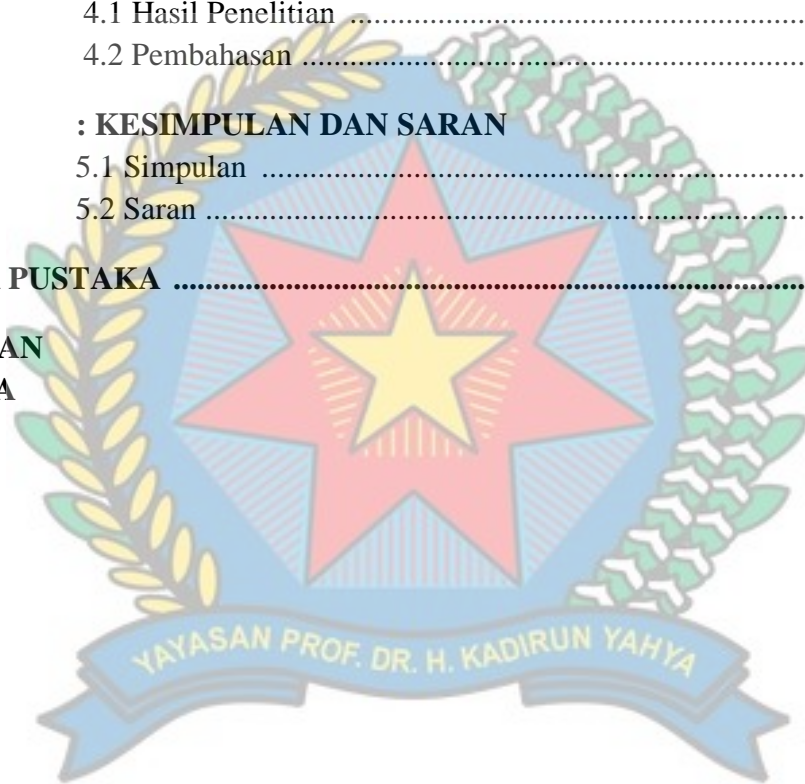 4.1 Hasil Penelitian ........................................................
4.2 Pembahasan ..............................................................
: KESIMPULAN DAN SARAN
5.1 Simpulan ...................................................................
5.2 Saran .........................................................................
PUSTAKA ..............................................................................
AN
A
YAYASAN PROF. DR. H. KADIRUN YAHYA